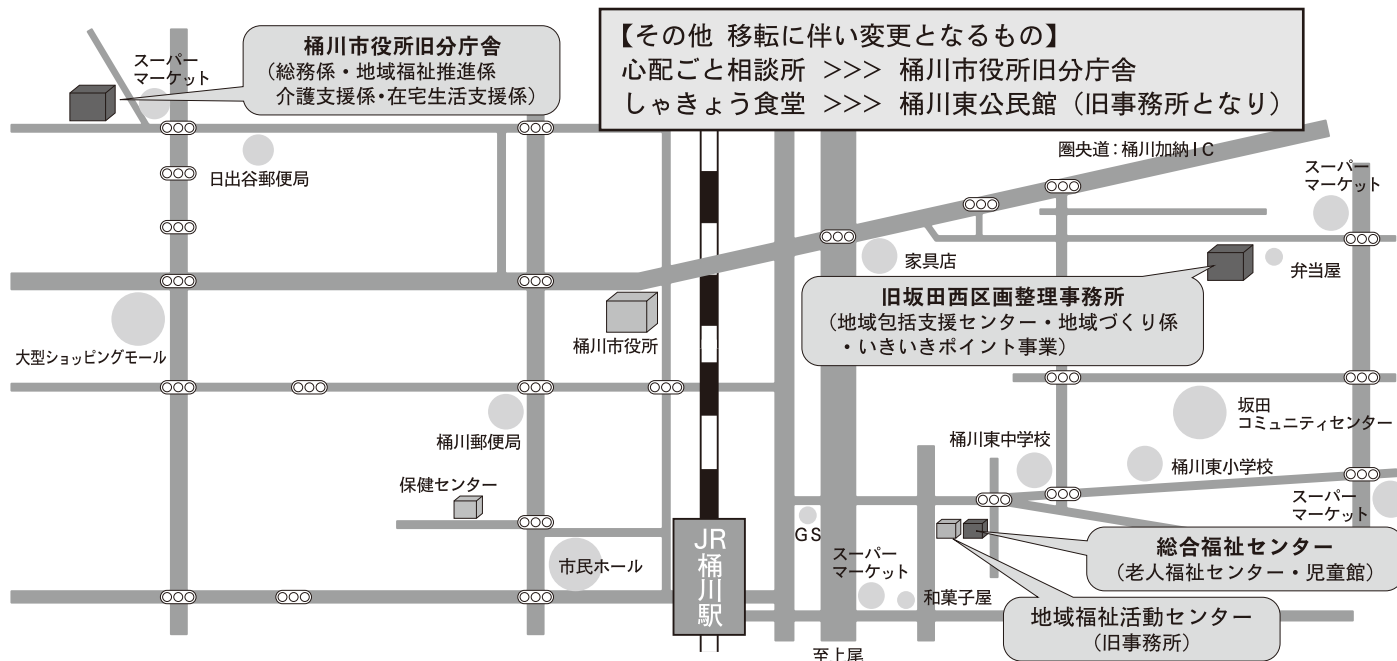 【その他 移転に伴い変更となるもの】
心配ごと相談所 >>> 桶川市役所旧分庁舎
しゃきょう食堂 >>> 桶川東公民館（旧事務所となり）
桶川市役所旧分庁舎
（総務係・地域福祉推進係
介護支援係・在宅生活支援係）
スーパー
マーケット
日出谷郵便局
圏央道：桶川加納IC
スーパー
マーケット
家具店
弁当屋
旧坂田西区画整理事務所
（地域包括支援センター・地域づくり係
・いきいきポイント事業）
大型ショッピングモール
桶川市役所
桶川郵便局
坂田
コミュニティセンター
桶川東中学校
桶川東小学校
保健センター
スーパー
マーケット
JR桶川駅
GS
市民ホール
スーパー
マーケット
和菓子屋
総合福祉センター
（老人福祉センター・児童館）
地域福祉活動センター
（旧事務所）
至上尾